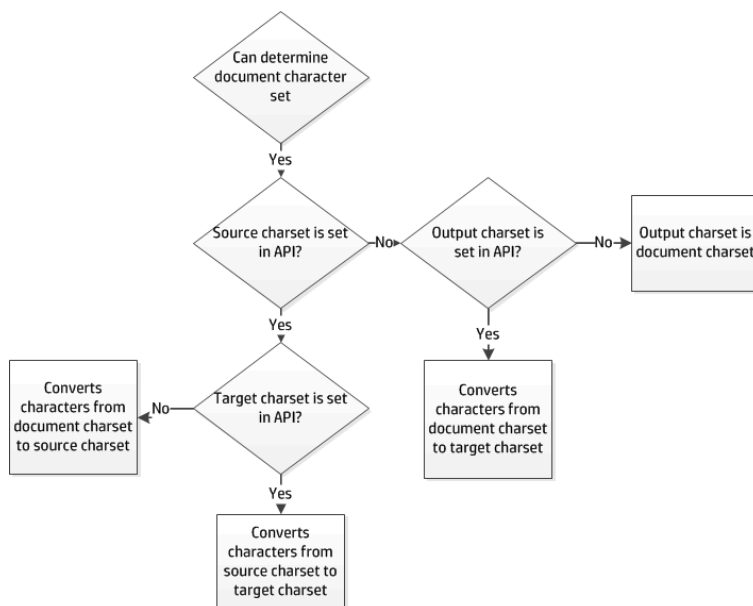 Can determine
document character
set
Yes
Source charset is set
in API?
No
Output charset is
set in API?
No
Output charset is
document charset
Yes
Yes
Target charset is set
in API?
No
Converts
characters from
document charset
to source charset
Converts
characters from
document charset
to target charset
Yes
Converts
characters from
source charset to
target charset